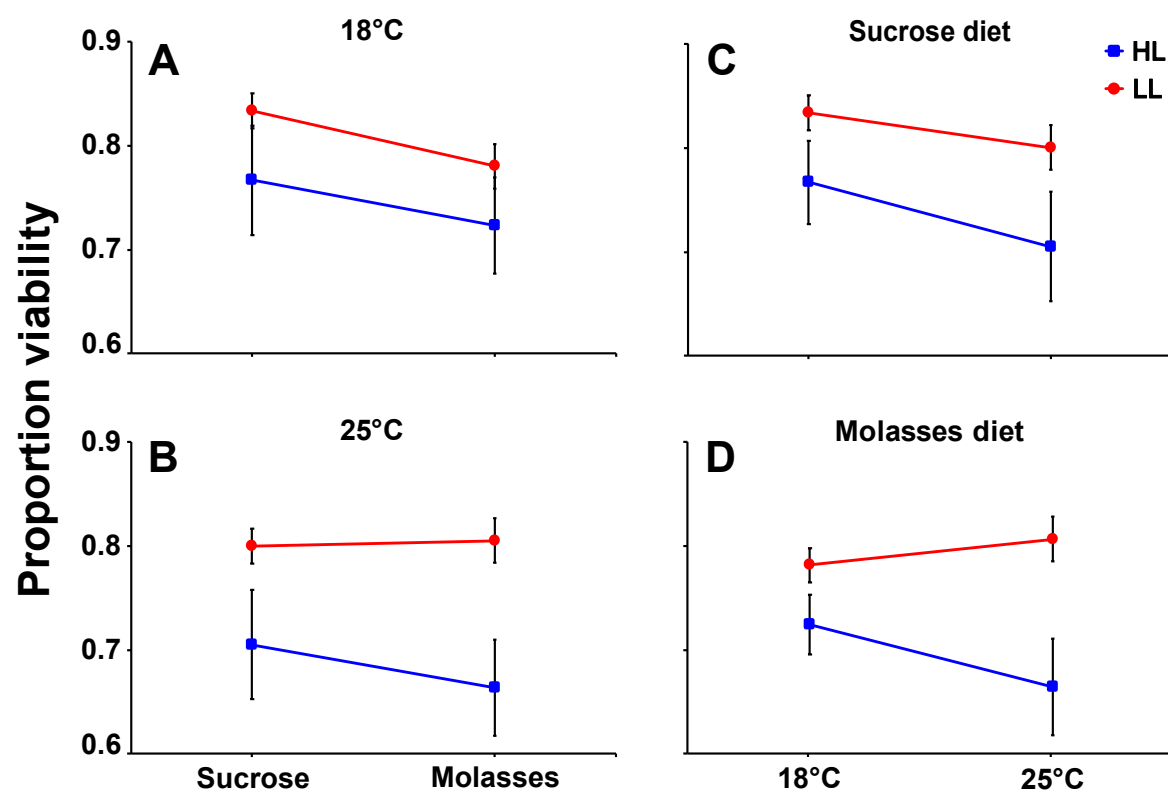 Proportion viability
A
18°C
0.9
0.8
0.7
0.6
C
Sucrose diet
HL
LL
B
25°C
0.9
0.8
0.7
0.6
Sucrose
Molasses
D
Molasses diet
18°C
25°C